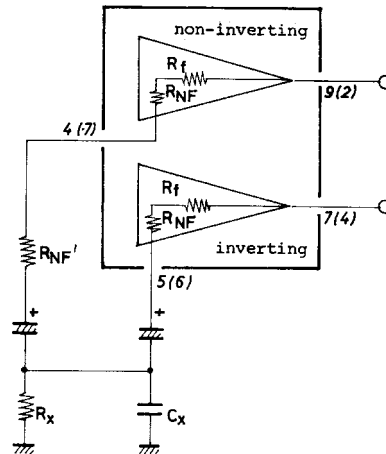 non-inverting
Rf
RNF
9(2)
4(7)
Rf
RNF
7(4)
inverting
5(6)
RNF'
+
+
Rx
Cx